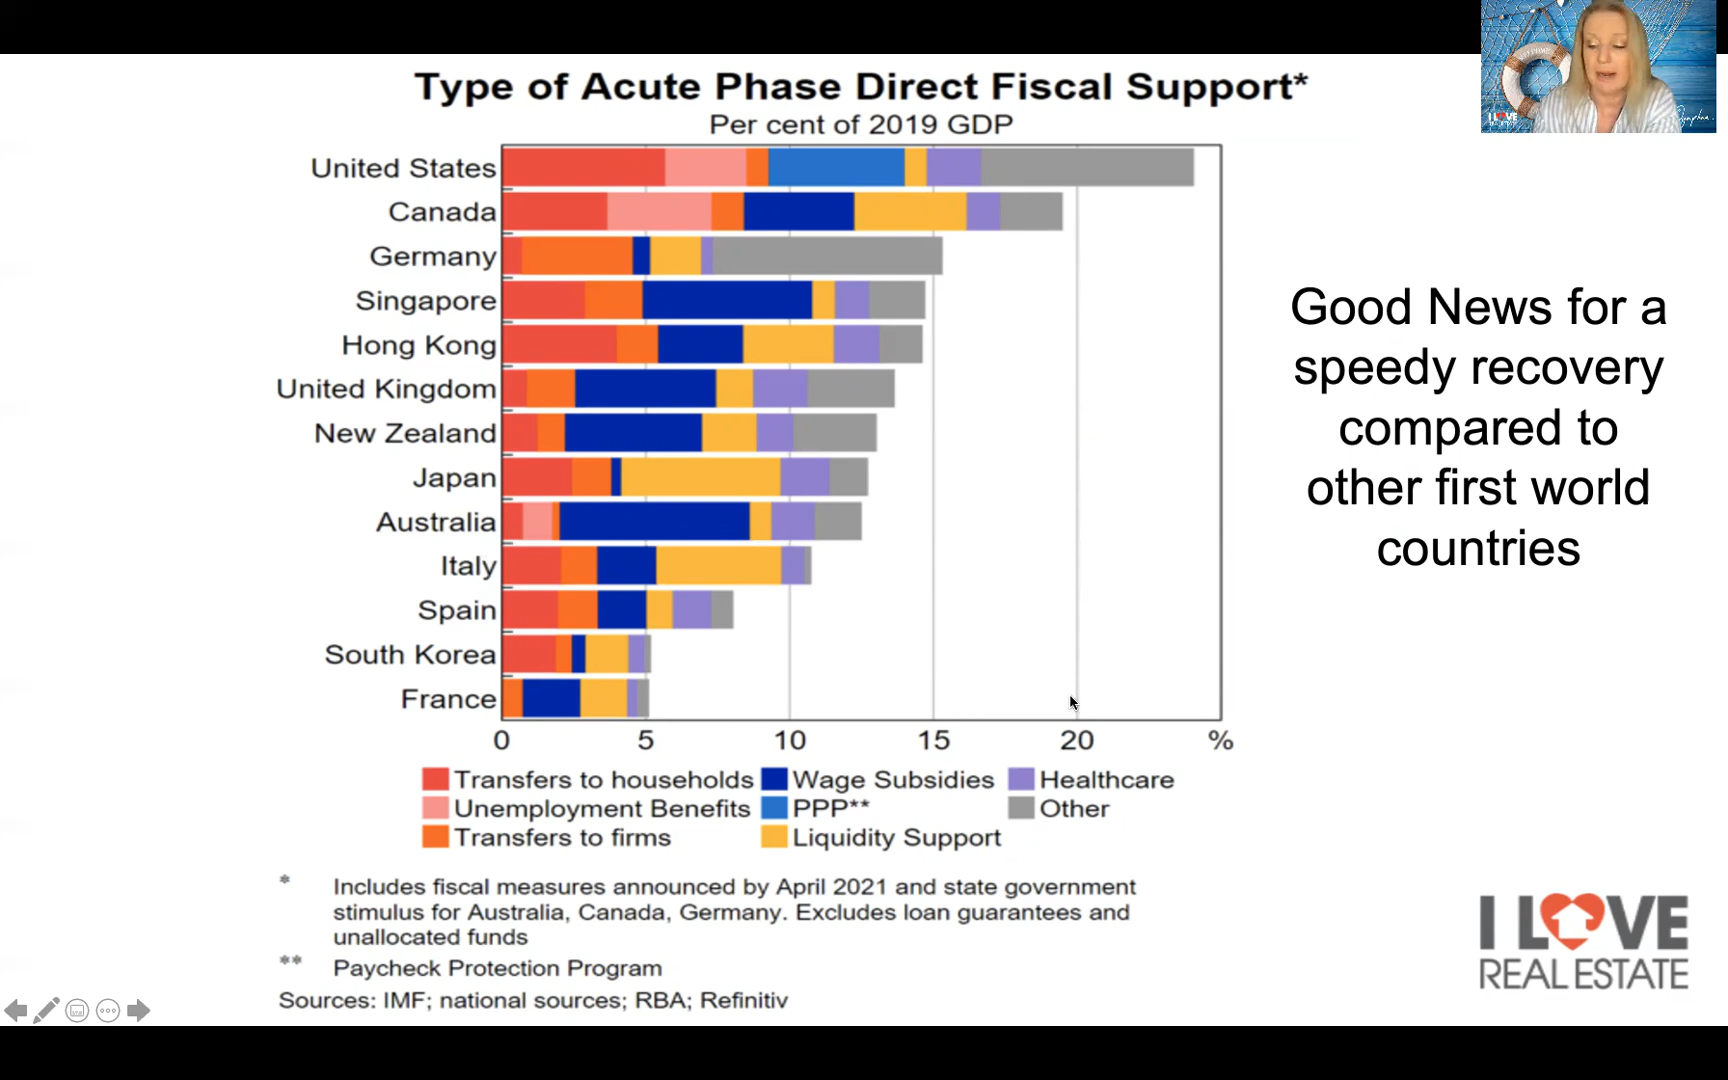 Type of Acute Phase Direct Fiscal Support*
Per cent of 2019 GDP
United States
Canada
Germany
Singapore
Hong Kong
United Kingdom
New Zealand
Japan
Australia
Italy
Spain
South Korea
France
0 5 10 15 20 %
Transfers to households Wage Subsidies Healthcare
Unemployment Benefits PPP** Other
Transfers to firms Liquidity Support
* Includes fiscal measures announced by April 2021 and state government
stimulus for Australia, Canada, Germany. Excludes loan guarantees and
unallocated funds
** Paycheck Protection Program
Sources: IMF; national sources; RBA; Refinitiv
Good News for a
speedy recovery
compared to
other first world
countries
I LOVE
REAL ESTATE
I LOVE